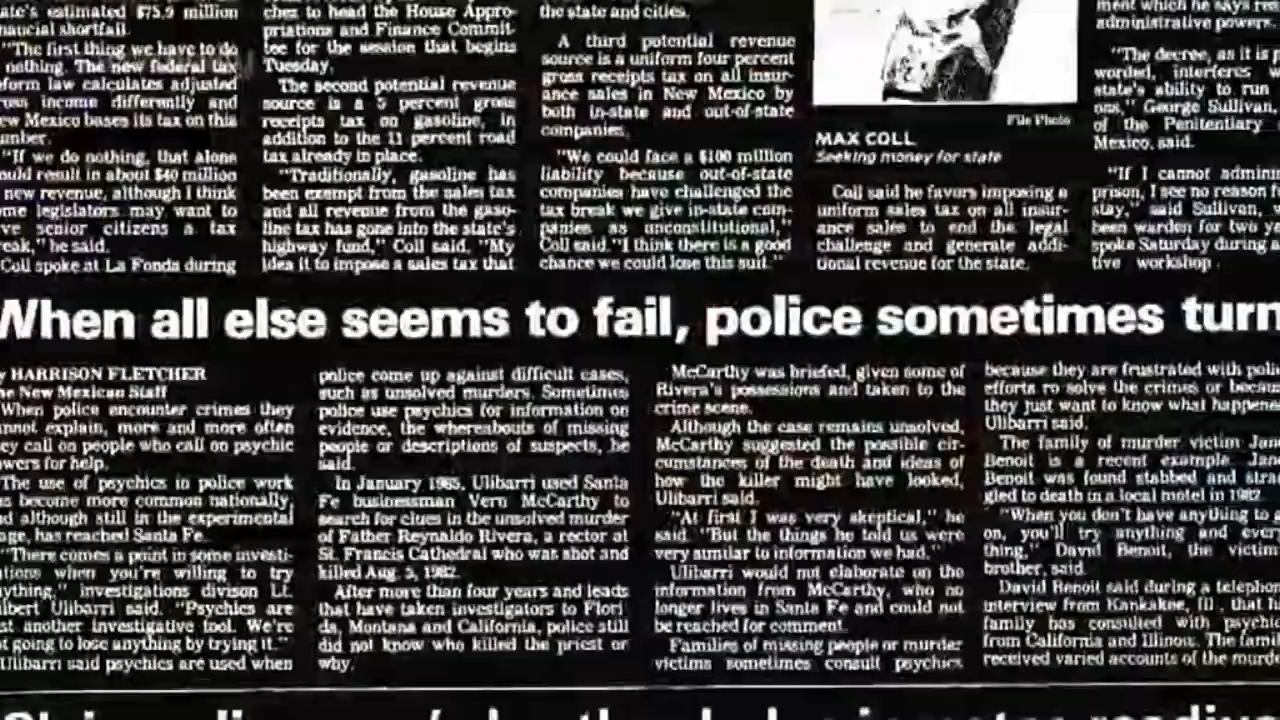 ate's estimated $75.9 million
nancial shortfall.
"The first thing we have to do
nothing. The new federal tax
eform law calculates adjusted
ross income differently and
ew Mexico bases its tax on this
umber.
"If we do nothing, that alone
ould result in about $40 million
new revenue, although I think
ome legislators may want to
ve senior citizens a tax
reak," he said.
Coll spoke at La Fonda during
chez to head the House Appro-
priations and Finance Commit-
tee for the session that begins
Tuesday.
The second potential revenue
source is a 5 percent gross
receipts tax on gasoline, in
addition to the 11 percent road
tax already in place.
"Traditionally, gasoline has
been exempt from the sales tax
and all revenue from the gaso-
line tax has gone into the state's
highway fund," Coll said. "My
idea it to impose a sales tax that
the state and cities.
A third potential revenue
source is a uniform four percent
gross receipts tax on all insur-
ance sales in New Mexico by
both in-state and out-of-state
companies.
"We could face a $100 million
liability because out-of-state
companies have challenged the
tax break we give in-state com-
panies as unconstitutional,"
Coll said. "I think there is a good
chance we could lose this suit."
File Photo
MAX COLL
Seeking money for state
Coll said he favors imposing a
uniform sales tax on all insur-
ance sales to end the legal
challenge and generate addi-
tional revenue for the state.
ment which he says res
administrative powers.
"The decree, as it is p
worded, interferes w
state's ability to run
ons," George Sullivan,
of the Penitentiary
Mexico, said.
"If I cannot admini
prison, I see no reason f
stay," said Sullivan,
been warden for two ye
spoke Saturday during a
tive workshop.
When all else seems to fail, police sometimes turn
y HARRISON FLETCHER
he New Mexican Staff
When police encounter crimes they
annot explain, more and more often
ey call on people who call on psychic
owers for help.
The use of psychics in police work
as become more common nationally,
nd although still in the experimental
age, has reached Santa Fe.
"There comes a point in some investi-
ations when you're willing to try
ything," investigations divison Lt.
lbert Ulibarri said. "Psychics are
st another investigative tool. We're
t going to lose anything by trying it."
Ulibarri said psychics are used when
police come up against difficult cases,
such as unsolved murders. Sometimes
police use psychics for information on
evidence, the whereabouts of missing
people or descriptions of suspects, he
said.
In January 1985, Ulibarri used Santa
Fe businessman Vern McCarthy to
search for clues in the unsolved murder
of Father Reynaldo Rivera, a rector at
St. Francis Cathedral who was shot and
killed Aug. 5, 1982.
After more than four years and leads
that have taken investigators to Flori
da, Montana and California, police still
did not know who killed the priest or
why.
McCarthy was briefed, given some of
Rivera's possessions and taken to the
crime scene.
Although the case remains unsolved,
McCarthy suggested the possible cir-
cumstances of the death and ideas of
how the killer might have looked,
Ulibarri said.
"At first I was very skeptical," he
said. "But the things he told us were
very similar to information we had."
Ulibarri would not elaborate on the
information from McCarthy, who no
longer lives in Santa Fe and could not
be reached for comment.
Families of missing people or murder
victims sometimes consult psychics
because they are frustrated with poli
efforts ro solve the crimes or becau
they just want to know what happene
Ulibarri said.
The family of murder victim Jan
Benoit is a recent example. Jan
Benoit was found stabbed and stran
gled to death in a local motel in 1982.
"When you don't have anything to
on, you'll try anything and ever
thing," David Benoit, the victim
brother, said.
David Benoit said during a telephon
interview from Kankakee, Ill., that hi
family has consulted with psychic
from California and Illinois. The fami
received varied accounts of the murde